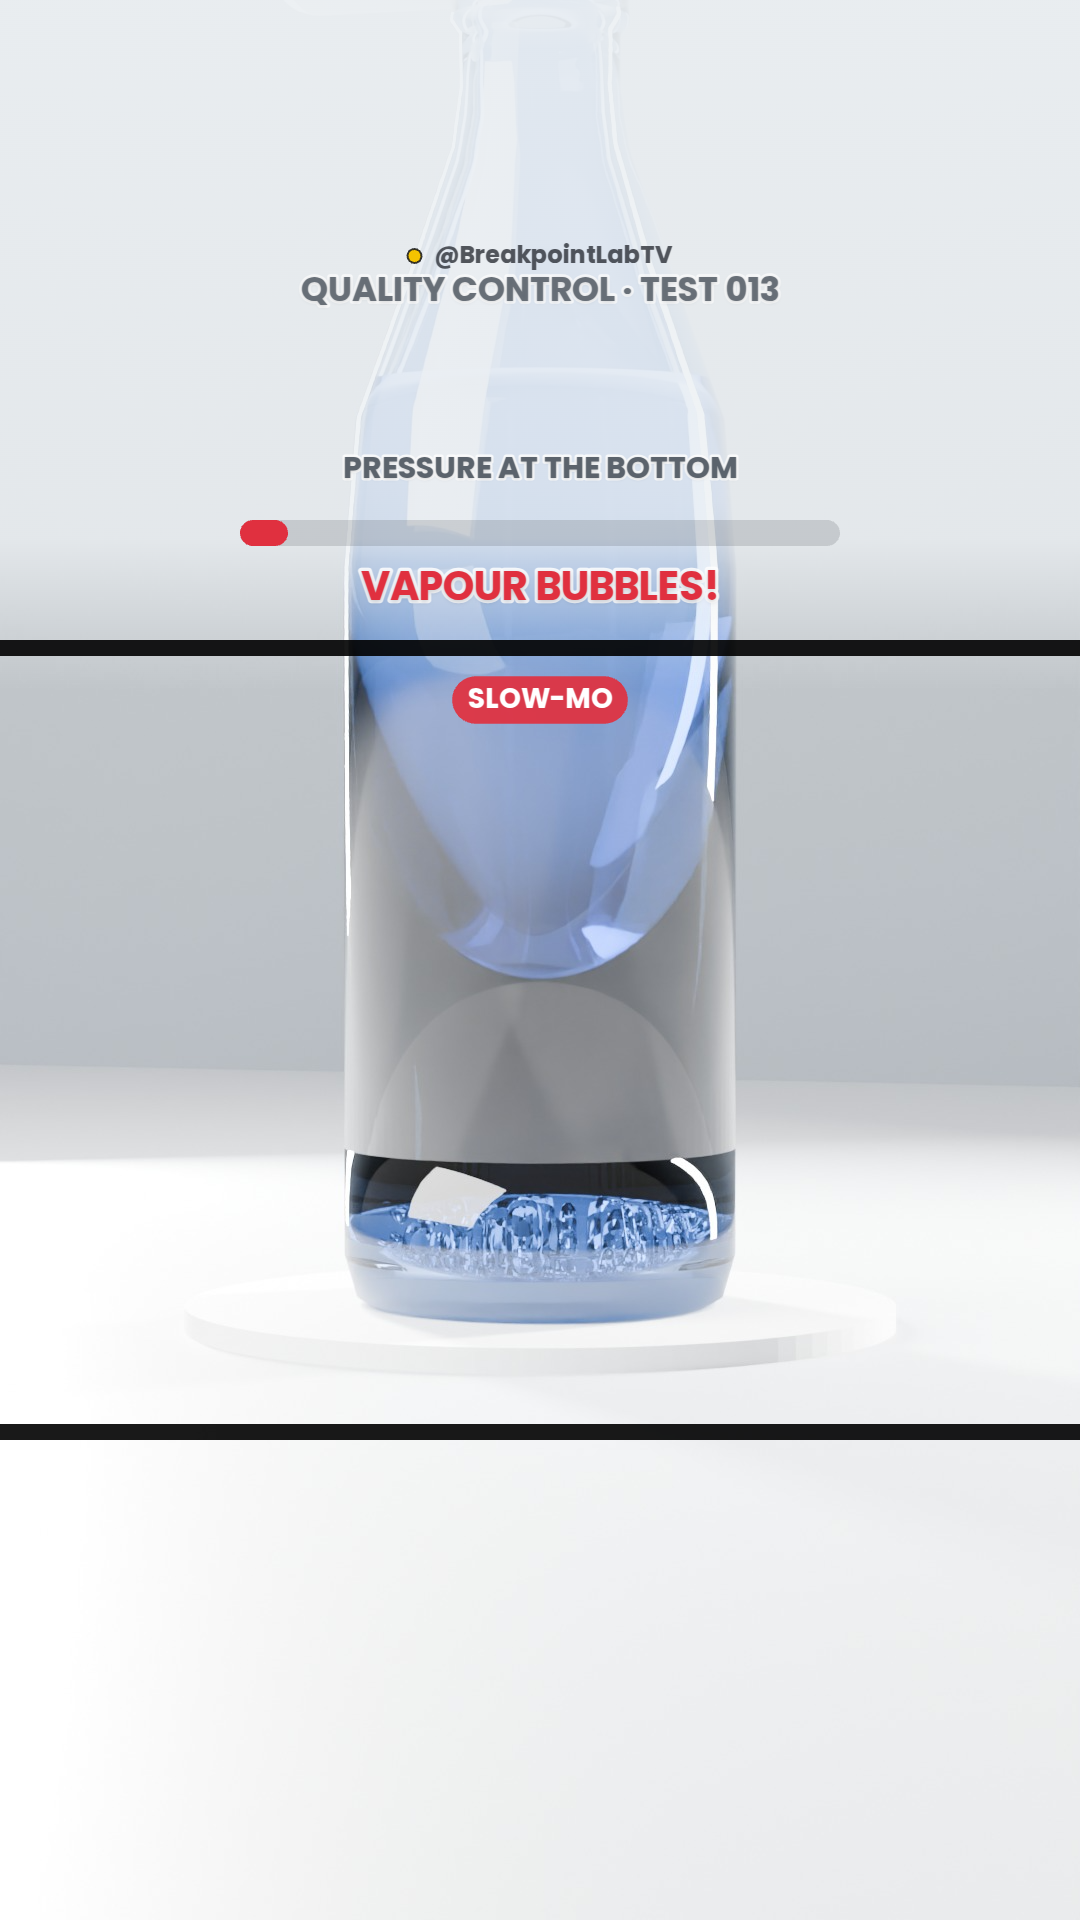 @BreakpointLabTV
QUALITY CONTROL · TEST 013
PRESSURE AT THE BOTTOM
VAPOUR BUBBLES!
SLOW-MO